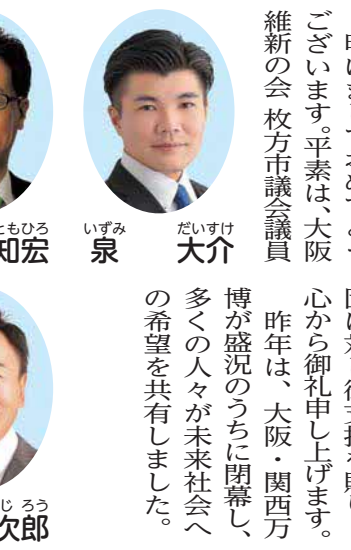 ございます。平素は、大阪
維新の会 枚方市議会議員
心から御礼申し上げます。
　昨年は、大阪・関西万
博が盛況のうちに閉幕し、
多くの人々が未来社会へ
の希望を共有しました。
ともひろ
知宏
いずみ だいすけ
泉 大介
じ ろう
次郎